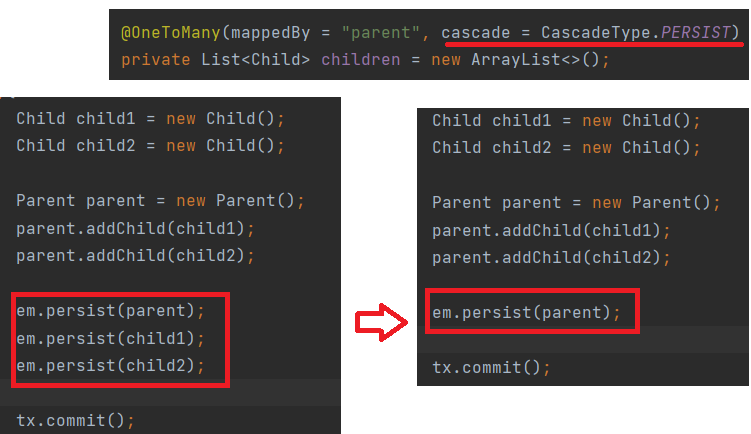 @OneToMany(mappedBy = "parent", cascade = CascadeType.PERSIST)
private List<Child> children = new ArrayList<>();
Child child1 = new Child();
Child child2 = new Child();
Parent parent = new Parent();
parent.addChild(child1);
parent.addChild(child2);
em.persist(parent);
em.persist(child1);
em.persist(child2);
tx.commit();
Child child1 = new Child();
Child child2 = new Child();
Parent parent = new Parent();
parent.addChild(child1);
parent.addChild(child2);
em.persist(parent);
tx.commit();